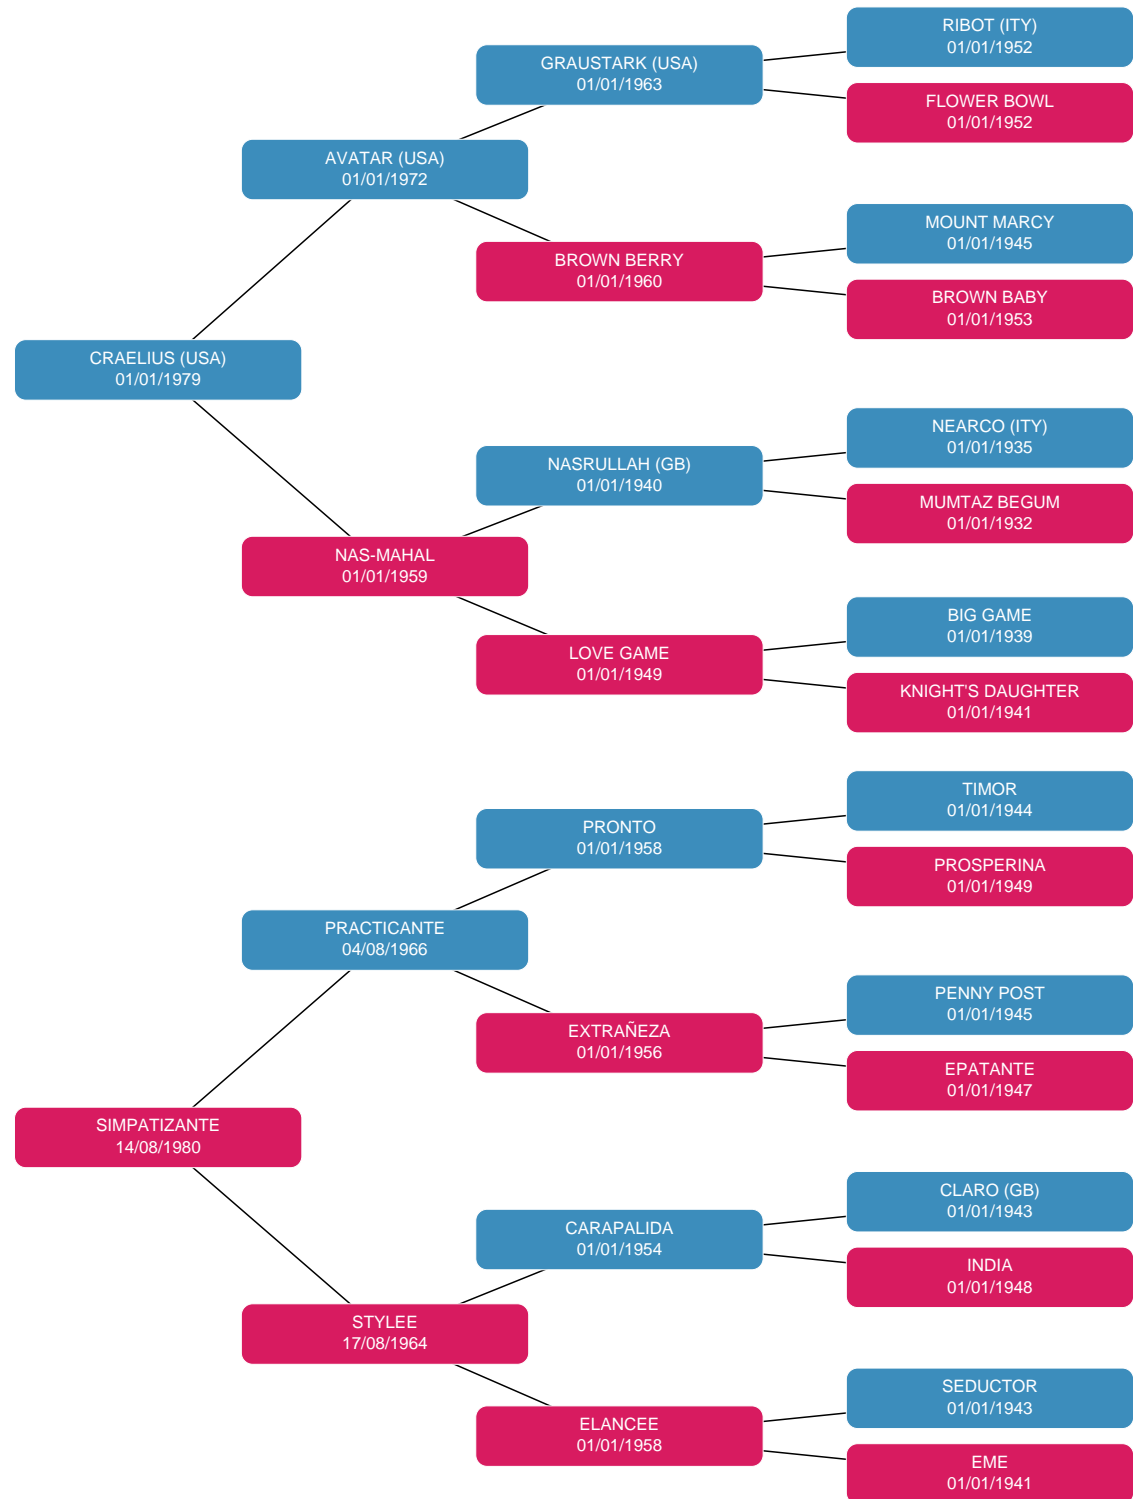 RIBOT (ITY)
01/01/1952
GRAUSTARK (USA)
01/01/1963
FLOWER BOWL
01/01/1952
AVATAR (USA)
01/01/1972
MOUNT MARCY
01/01/1945
BROWN BERRY
01/01/1960
BROWN BABY
01/01/1953
CRAELIUS (USA)
01/01/1979
NEARCO (ITY)
01/01/1935
NASRULLAH (GB)
01/01/1940
MUMTAZ BEGUM
01/01/1932
NAS-MAHAL
01/01/1959
BIG GAME
01/01/1939
LOVE GAME
01/01/1949
KNIGHT'S DAUGHTER
01/01/1941
TIMOR
01/01/1944
PRONTO
01/01/1958
PROSPERINA
01/01/1949
PRACTICANTE
04/08/1966
PENNY POST
01/01/1945
EXTRAÑEZA
01/01/1956
EPATANTE
01/01/1947
SIMPATIZANTE
14/08/1980
CLARO (GB)
01/01/1943
CARAPALIDA
01/01/1954
INDIA
01/01/1948
STYLEE
17/08/1964
SEDUCTOR
01/01/1943
ELANCEE
01/01/1958
EME
01/01/1941